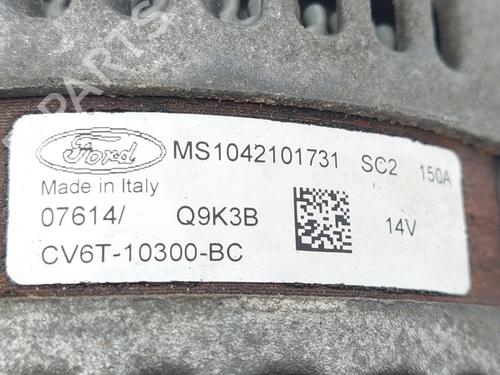 Ford MS1042101731 SC2 150A
Made in Italy
07614/ Q9K3B 14V
CV6T-10300-BC